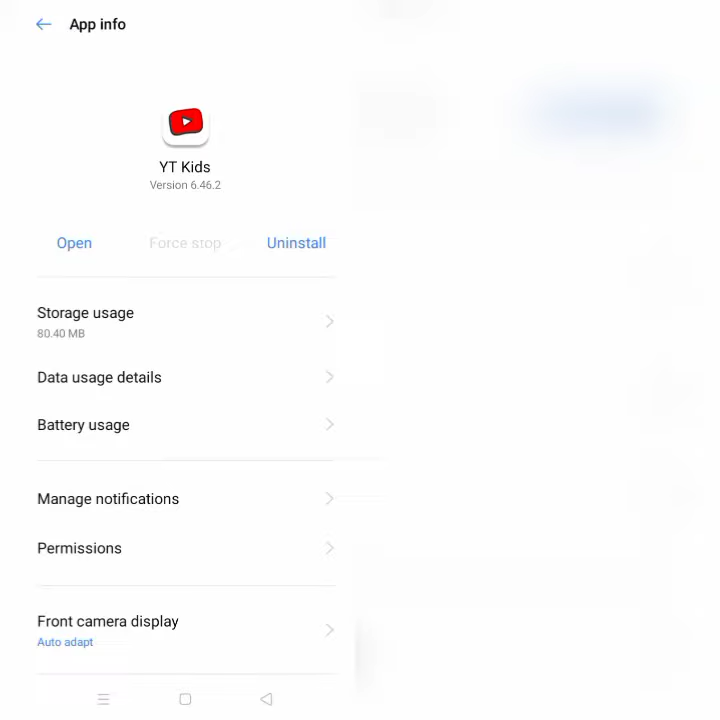 App info
YT Kids
Version 6.46.2
Open Force stop Uninstall
Storage usage
80.40 MB
Data usage details
Battery usage
Manage notifications
Permissions
Front camera display
Auto adapt